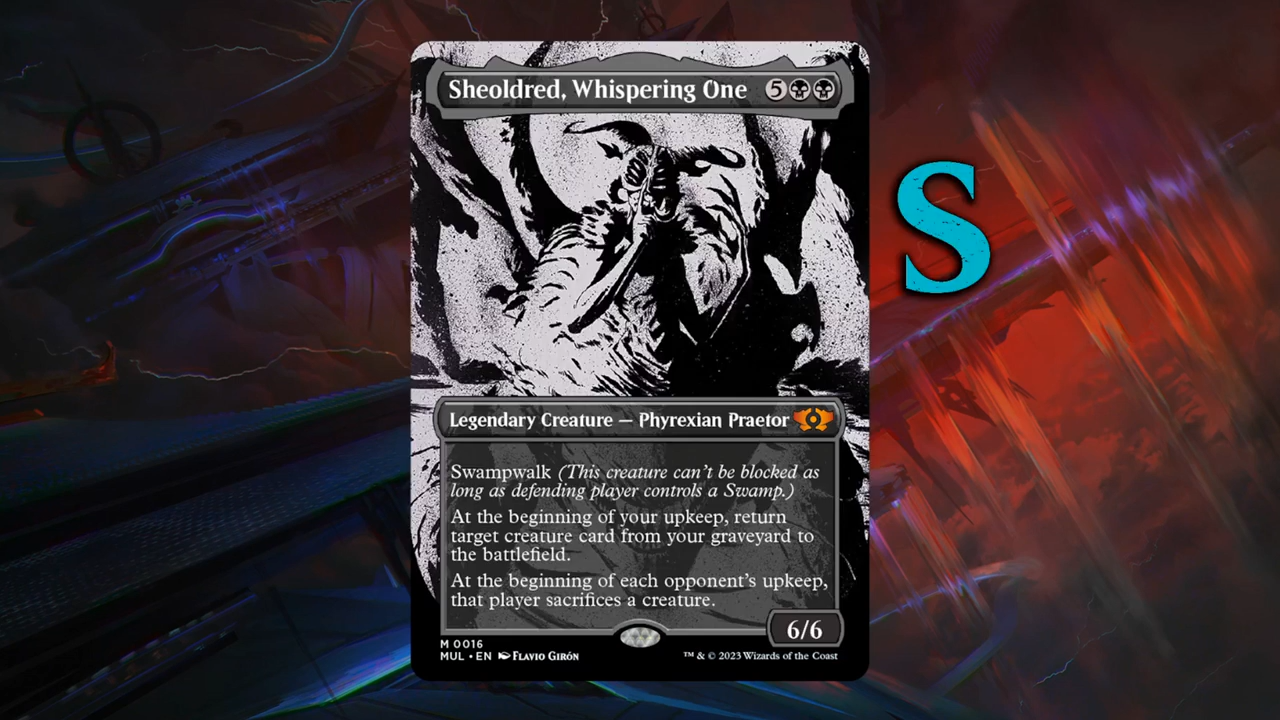 Sheoldred, Whispering One 5
S
Legendary Creature — Phyrexian Praetor
Swampwalk (This creature can't be blocked as
long as defending player controls a Swamp.)
At the beginning of your upkeep, return
target creature card from your graveyard to
the battlefield.
At the beginning of each opponent's upkeep,
that player sacrifices a creature.
6/6
M 0016
MUL • EN Flavio Girón
™ & © 2023 Wizards of the Coast